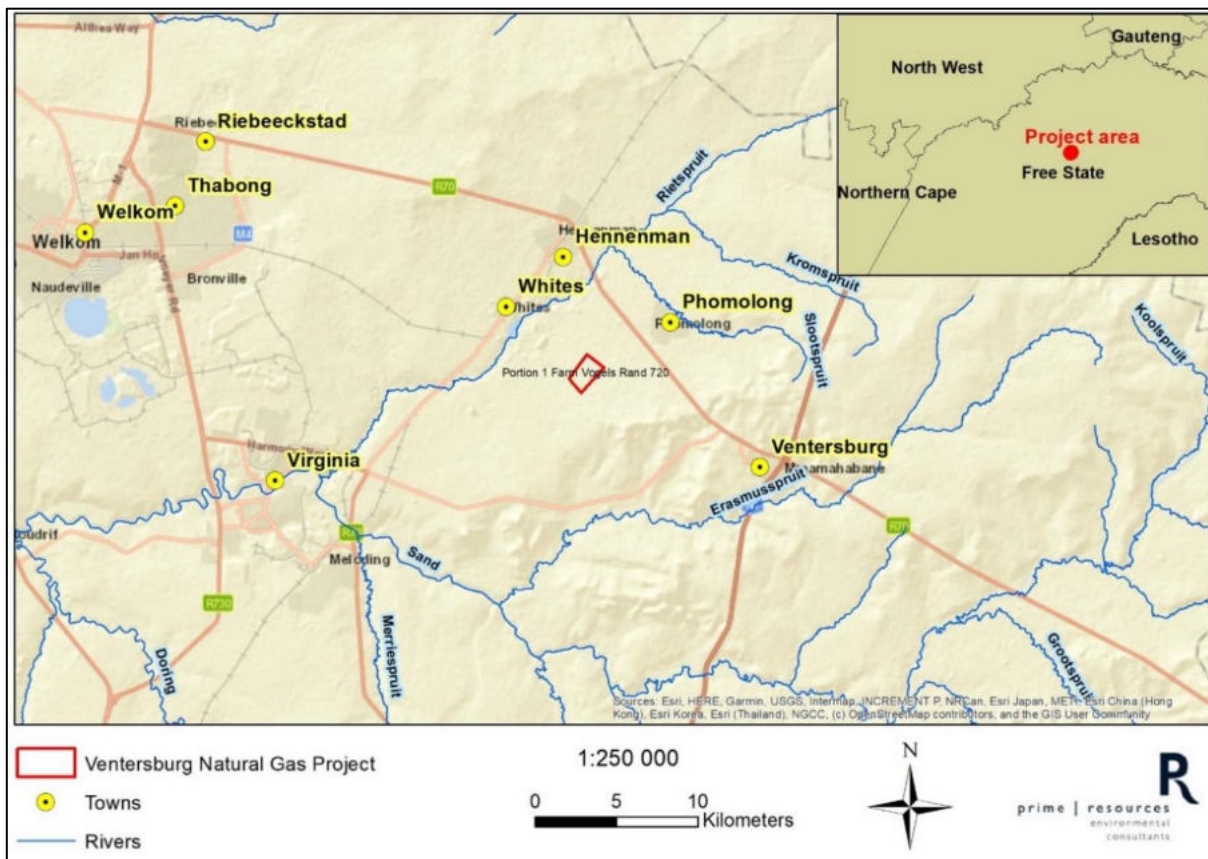 Althea Way
Gauteng
North West
Riebe
Riebeeckstad
Project area
Free State
Rietspruit
M-1
R70
Thabong
Northern Cape
Welkom
Welkom
M4
Lesotho
Hennenman
Bronville
Naudeville
Whites
Kromspruit
Phomolong
Slootspruit
Koolspruit
Portion 1 Farm Vogels Rand 720
Virginia
Ventersburg
Mmamahabane
Erasmusspruit
Meloding
Sand
R730
Merriespruit
Doring
Grootspruit
Sources: Esri, HERE, Garmin, USGS, Intermap, INCREMENT P, NRCan, Esri Japan, METI, Esri China (Hong
Kong), Esri Korea, Esri (Thailand), NGCC, (c) OpenStreetMap contributors, and the GIS User Community
Ventersburg Natural Gas Project
Towns
Rivers
1:250 000
0 5 10
Kilometers
N
R
prime | resources
environmental
consultants